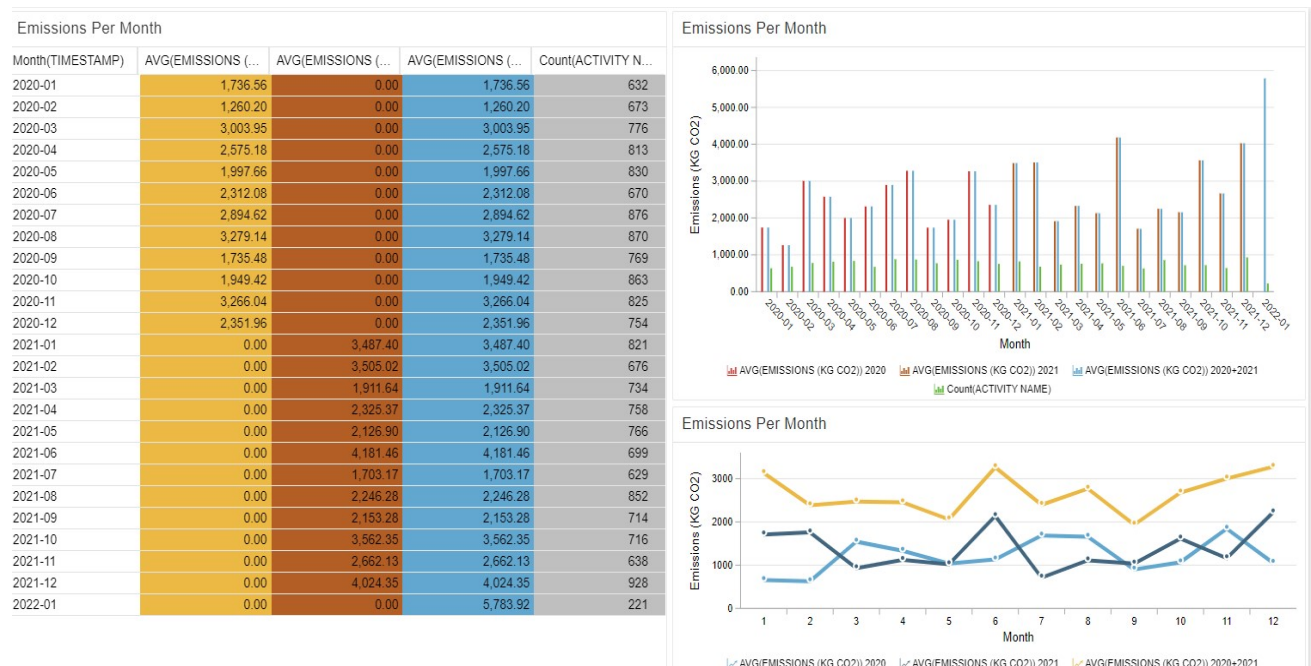 Emissions Per Month
Month(TIMESTAMP) AVG(EMISSIONS (... AVG(EMISSIONS (... AVG(EMISSIONS (... Count(ACTIVITY N...
2020-01 1,736.56 0.00 1,736.56 632
2020-02 1,260.20 0.00 1,260.20 673
2020-03 3,003.95 0.00 3,003.95 776
2020-04 2,575.18 0.00 2,575.18 813
2020-05 1,997.66 0.00 1,997.66 830
2020-06 2,312.08 0.00 2,312.08 670
2020-07 2,894.62 0.00 2,894.62 876
2020-08 3,279.14 0.00 3,279.14 870
2020-09 1,735.48 0.00 1,735.48 769
2020-10 1,949.42 0.00 1,949.42 863
2020-11 3,266.04 0.00 3,266.04 825
2020-12 2,351.96 0.00 2,351.96 754
2021-01 0.00 3,487.40 3,487.40 821
2021-02 0.00 3,505.02 3,505.02 676
2021-03 0.00 1,911.64 1,911.64 734
2021-04 0.00 2,325.37 2,325.37 758
2021-05 0.00 2,126.90 2,126.90 766
2021-06 0.00 4,181.46 4,181.46 699
2021-07 0.00 1,703.17 1,703.17 629
2021-08 0.00 2,246.28 2,246.28 852
2021-09 0.00 2,153.28 2,153.28 714
2021-10 0.00 3,562.35 3,562.35 716
2021-11 0.00 2,662.13 2,662.13 638
2021-12 0.00 4,024.35 4,024.35 928
2022-01 0.00 0.00 5,783.92 221
Emissions Per Month
Emissions (KG CO2)
6,000.00
5,000.00
4,000.00
3,000.00
2,000.00
1,000.00
0.00
2020-01 2020-02 2020-03 2020-04 2020-05 2020-06 2020-07 2020-08 2020-09 2020-10 2020-11 2020-12 2021-01 2021-02 2021-03 2021-04 2021-05 2021-06 2021-07 2021-08 2021-09 2021-10 2021-11 2021-12 2022-01
Month
AVG(EMISSIONS (KG CO2)) 2020 AVG(EMISSIONS (KG CO2)) 2021 AVG(EMISSIONS (KG CO2)) 2020+2021
Count(ACTIVITY NAME)
Emissions Per Month
Emissions (KG CO2)
3000
2000
1000
0
1 2 3 4 5 6 7 8 9 10 11 12
Month
AVG(EMISSIONS (KG CO2)) 2020 AVG(EMISSIONS (KG CO2)) 2021 AVG(EMISSIONS (KG CO2)) 2020+2021